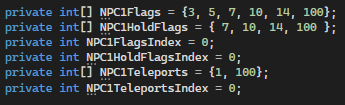 private int[] NPC1Flags = {3, 5, 7, 10, 14, 100};
private int[] NPC1HoldFlags = { 7, 10, 14, 100 };
private int NPC1FlagsIndex = 0;
private int NPC1HoldFlagsIndex = 0;
private int[] NPC1Teleports = {1, 100};
private int NPC1TeleportsIndex = 0;